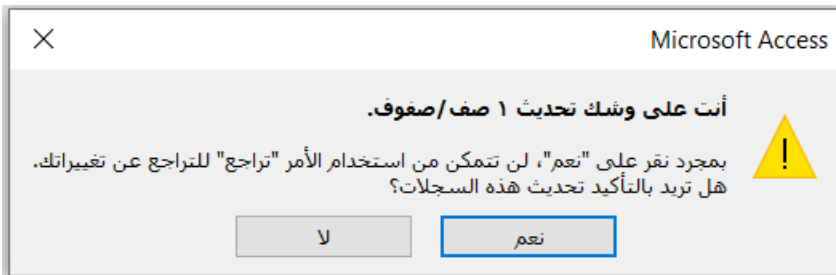 Microsoft Access
أنت على وشك تحديث ١ صف/صفوف.
بمجرد نقر على "نعم"، لن تتمكن من استخدام الأمر "تراجع" للتراجع عن تغييراتك.
هل تريد بالتأكيد تحديث هذه السجلات؟
نعم لا